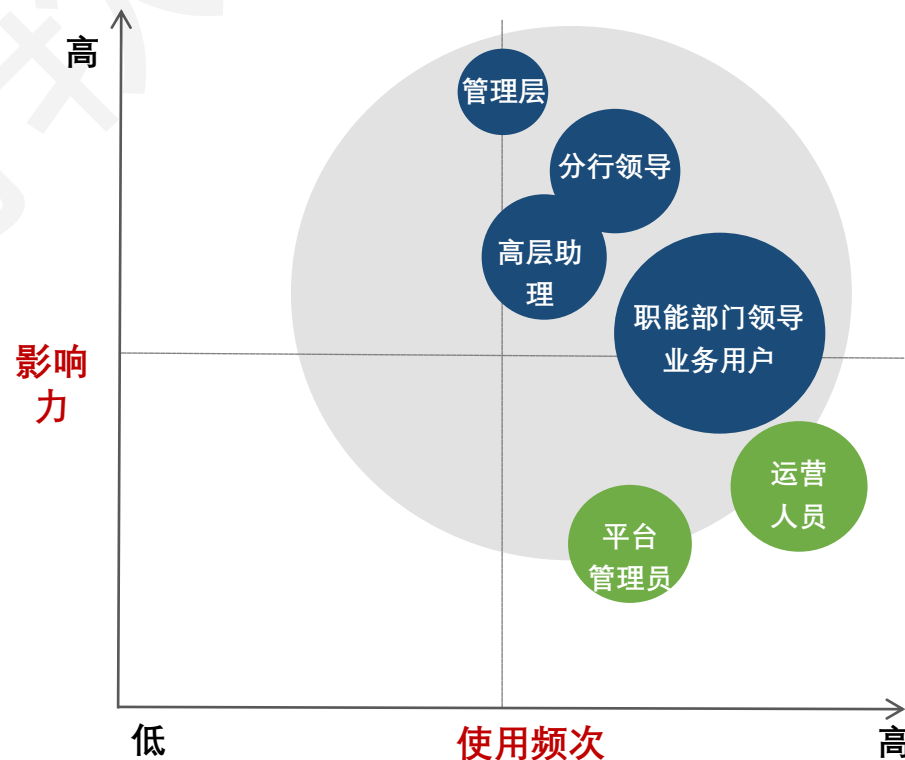 高
管理层
分行领导
高层助
理
职能部门领导
业务用户
影响
力
运营
人员
平台
管理员
低
使用频次
高